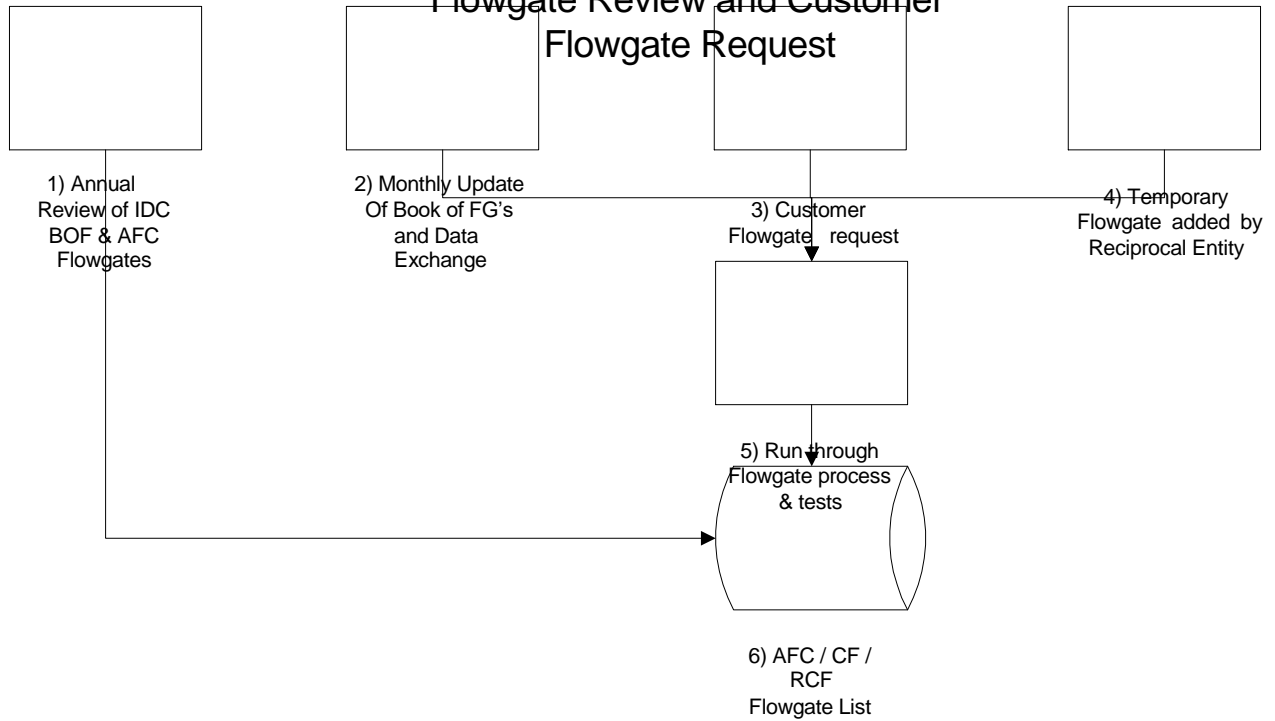 Flowgate Review and Customer
Flowgate Request
1) Annual
Review of IDC
BOF & AFC
Flowgates
2) Monthly Update
Of Book of FG's
and Data
Exchange
3) Customer
Flowgate request
4) Temporary
Flowgate added by
Reciprocal Entity
5) Run through
Flowgate process
& tests
6) AFC / CF /
RCF
Flowgate List